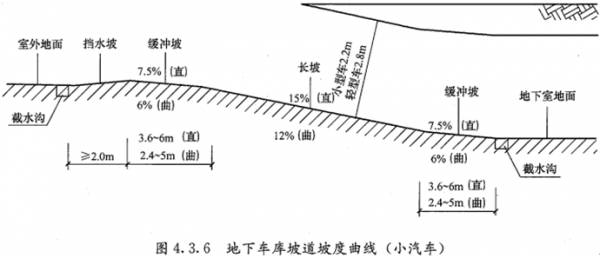 室外地面 挡水坡 缓冲坡
7.5% (直)
6% (曲)
截水沟
≥2.0m
3.6~6m (直)
2.4~5m (曲)
长坡
15% (直)
12% (曲)
小型车2.2m
轻型车2.8m
缓冲坡 地下室地面
7.5% (直)
6% (曲)
截水沟
3.6~6m (直)
2.4~5m (曲)
图 4.3.6 地下车库坡道坡度曲线(小汽车)